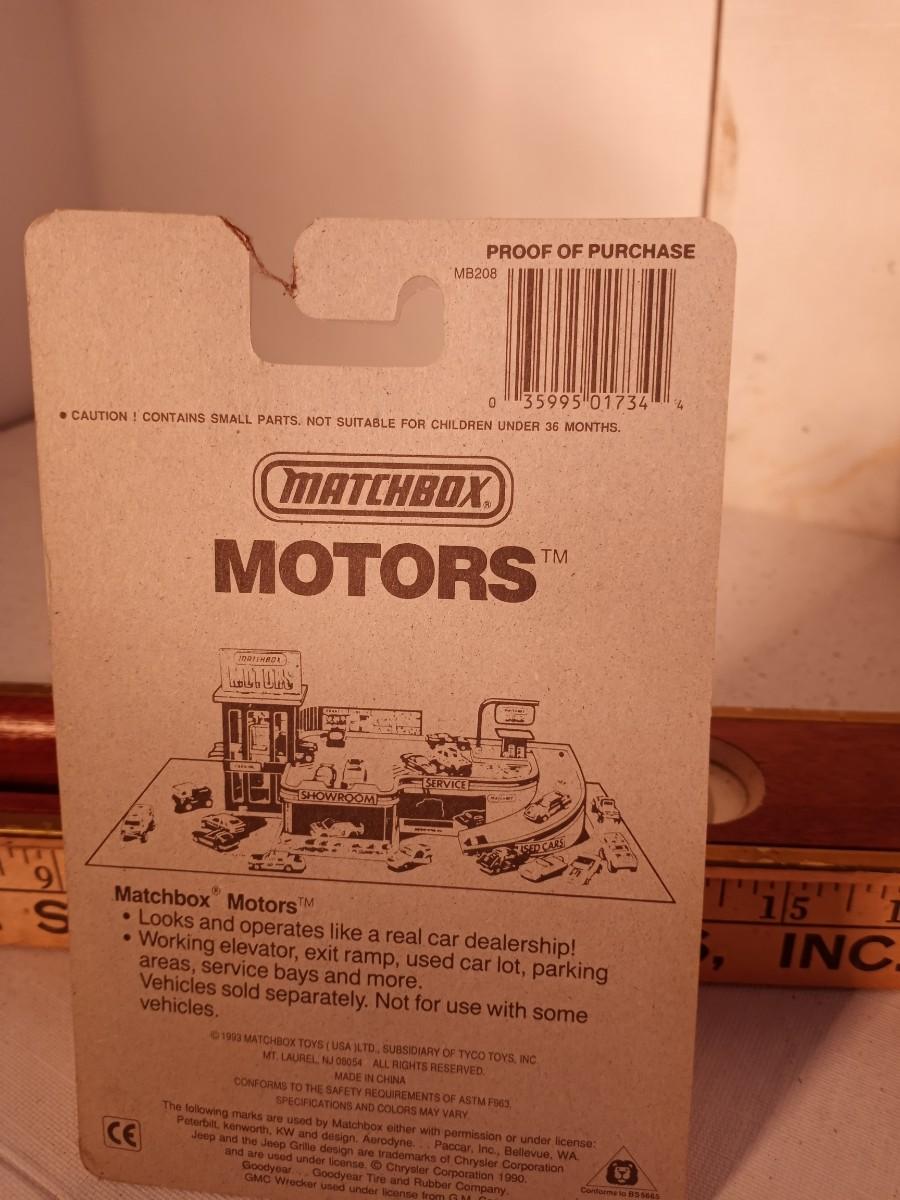 PROOF OF PURCHASE
MB208
0 35995 01734 4
• CAUTION ! CONTAINS SMALL PARTS. NOT SUITABLE FOR CHILDREN UNDER 36 MONTHS.
MATCHBOX®
MOTORS™
MATCHBOX
MOTORS
SHOWROOM
SERVICE
USED CARS
Matchbox® Motors™
• Looks and operates like a real car dealership!
• Working elevator, exit ramp, used car lot, parking
areas, service bays and more.
Vehicles sold separately. Not for use with some
vehicles.
© 1993 MATCHBOX TOYS ( USA )LTD., SUBSIDIARY OF TYCO TOYS, INC
MT. LAUREL, NJ 08054 ALL RIGHTS RESERVED.
MADE IN CHINA
CONFORMS TO THE SAFETY REQUIREMENTS OF ASTM F963.
SPECIFICATIONS AND COLORS MAY VARY.
The following marks are used by Matchbox either with permission or under license:
Peterbilt, kenworth, KW and design. Aerodyne. . . Paccar, Inc., Bellevue, WA.
Jeep and the Jeep Grille design are trademarks of Chrysler Corporation
and are used under license. © Chrysler Corporation 1990.
Goodyear. . . Goodyear Tire and Rubber Company.
GMC Wrecker used under license from G.M.
CE
Conforms to BS5665
9
S
15
1
, INC.